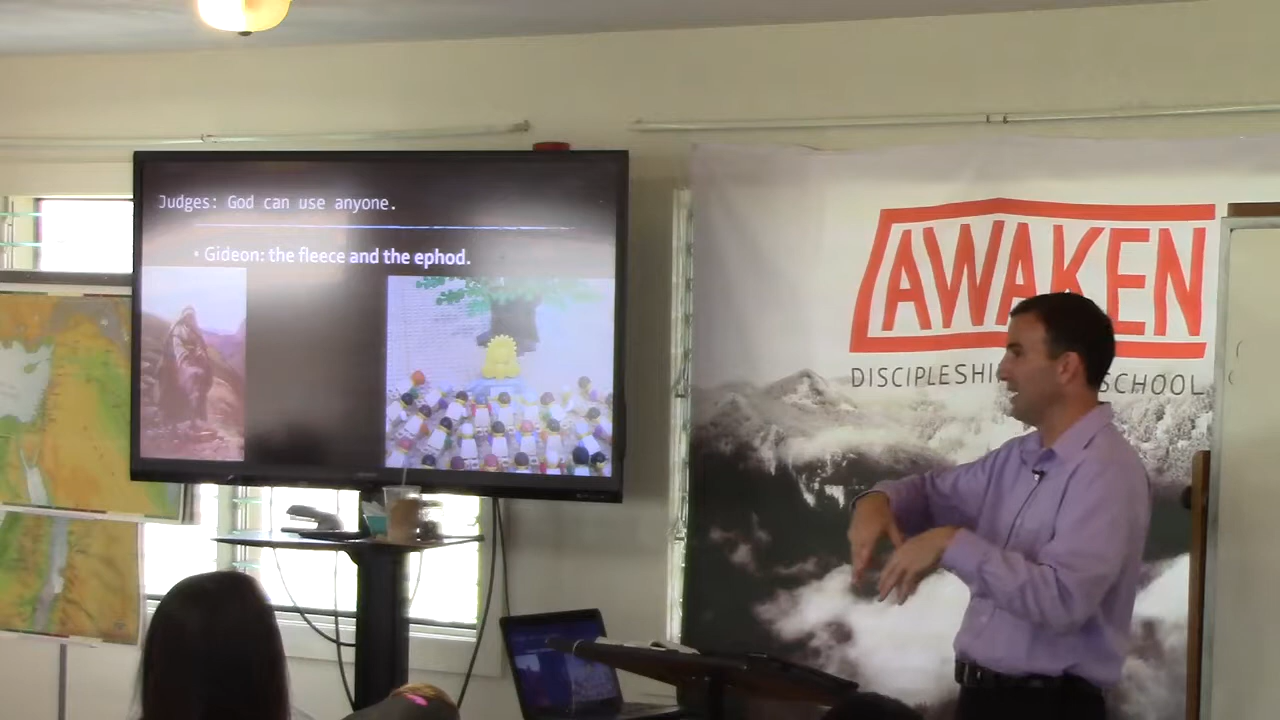 Judges: God can use anyone.
• Gideon: the fleece and the ephod.
AWAKEN
DISCIPLESHI SCHOOL